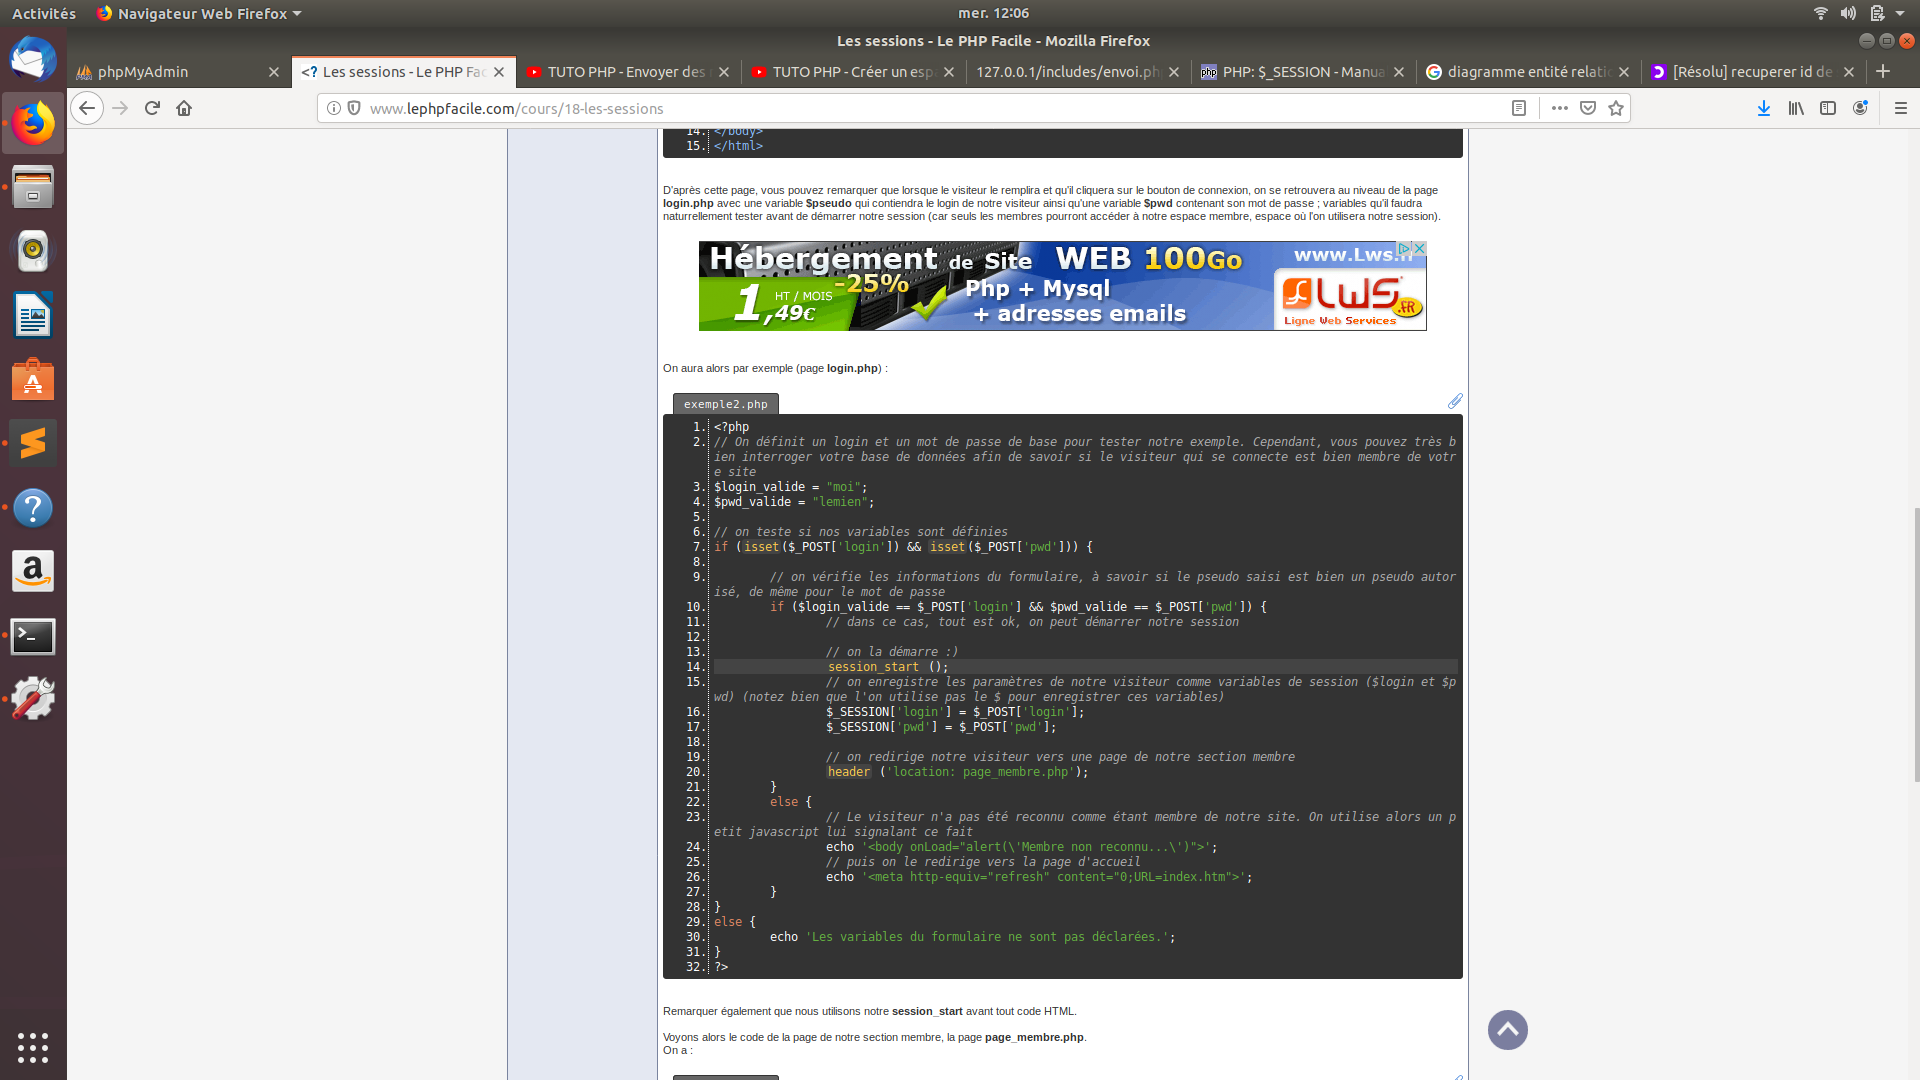 Activités
Navigateur Web Firefox
mer. 12:06
Les sessions - Le PHP Facile - Mozilla Firefox
phpMyAdmin
<? Les sessions - Le PHP Fac
TUTO PHP - Envoyer des
TUTO PHP - Créer un esp
127.0.0.1/includes/envoi.ph
php PHP: $_SESSION - Manua
diagramme entité relatio
[Résolu] recuperer id de
www.lephpfacile.com/cours/18-les-sessions
14. </body>
15. </html>
D'après cette page, vous pouvez remarquer que lorsque le visiteur le remplira et qu'il cliquera sur le bouton de connexion, on se retrouvera au niveau de la page
login.php avec une variable $pseudo qui contiendra le login de notre visiteur ainsi qu'une variable $pwd contenant son mot de passe ; variables qu'il faudra
naturrellement tester avant de démarrer notre session (car seuls les membres pourront accéder à notre espace membre, espace où l'on utilisera notre session).
Hébergement de Site WEB 100Go
www.Lws.fr
-25%
1,49€ HT / MOIS
Php + Mysql
+ adresses emails
LWS .FR
Ligne Web Services
On aura alors par exemple (page login.php) :
exemple2.php
1. <?php
2. // On définit un login et un mot de passe de base pour tester notre exemple. Cependant, vous pouvez très b
ien interroger votre base de données afin de savoir si le visiteur qui se connecte est bien membre de votr
e site
3. $login_valide = "moi";
4. $pwd_valide = "lemien";
5.
6. // on teste si nos variables sont définies
7. if (isset($_POST['login']) && isset($_POST['pwd'])) {
8.
9. // on vérifie les informations du formulaire, à savoir si le pseudo saisi est bien un pseudo autor
isé, de même pour le mot de passe
10. if ($login_valide == $_POST['login'] && $pwd_valide == $_POST['pwd']) {
11. // dans ce cas, tout est ok, on peut démarrer notre session
12.
13. // on la démarre :)
14. session_start ();
15. // on enregistre les paramètres de notre visiteur comme variables de session ($login et $p
wd) (notez bien que l'on utilise pas le $ pour enregistrer ces variables)
16. $_SESSION['login'] = $_POST['login'];
17. $_SESSION['pwd'] = $_POST['pwd'];
18.
19. // on redirige notre visiteur vers une page de notre section membre
20. header ('location: page_membre.php');
21. }
22. else {
23. // Le visiteur n'a pas été reconnu comme étant membre de notre site. On utilise alors un p
etit javascript lui signalant ce fait
24. echo '<body onLoad="alert(\'Membre non reconnu...\')">';
25. // puis on le redirige vers la page d'accueil
26. echo '<meta http-equiv="refresh" content="0;URL=index.htm">';
27. }
28. }
29. else {
30. echo 'Les variables du formulaire ne sont pas déclarées.';
31. }
32. ?>
Remarquer également que nous utilisons notre session_start avant tout code HTML.
Voyons alors le code de la page de notre section membre, la page page_membre.php.
On a :